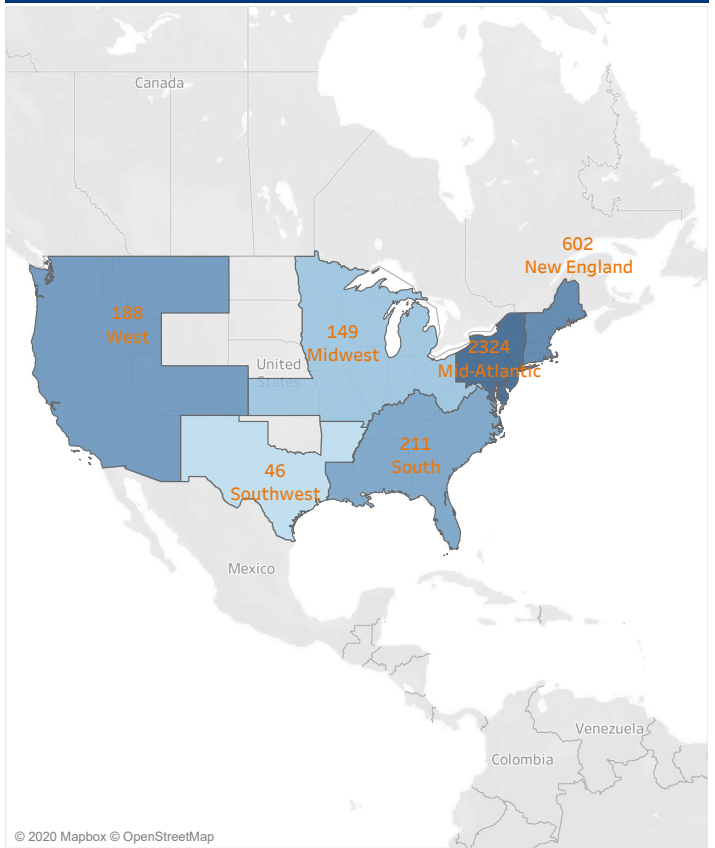 Canada
602
New England
188
West
149
Midwest
2324
Mid-Atlantic
United
States
211
South
46
Southwest
Mexico
Venezuela
Colombia
© 2020 Mapbox © OpenStreetMap